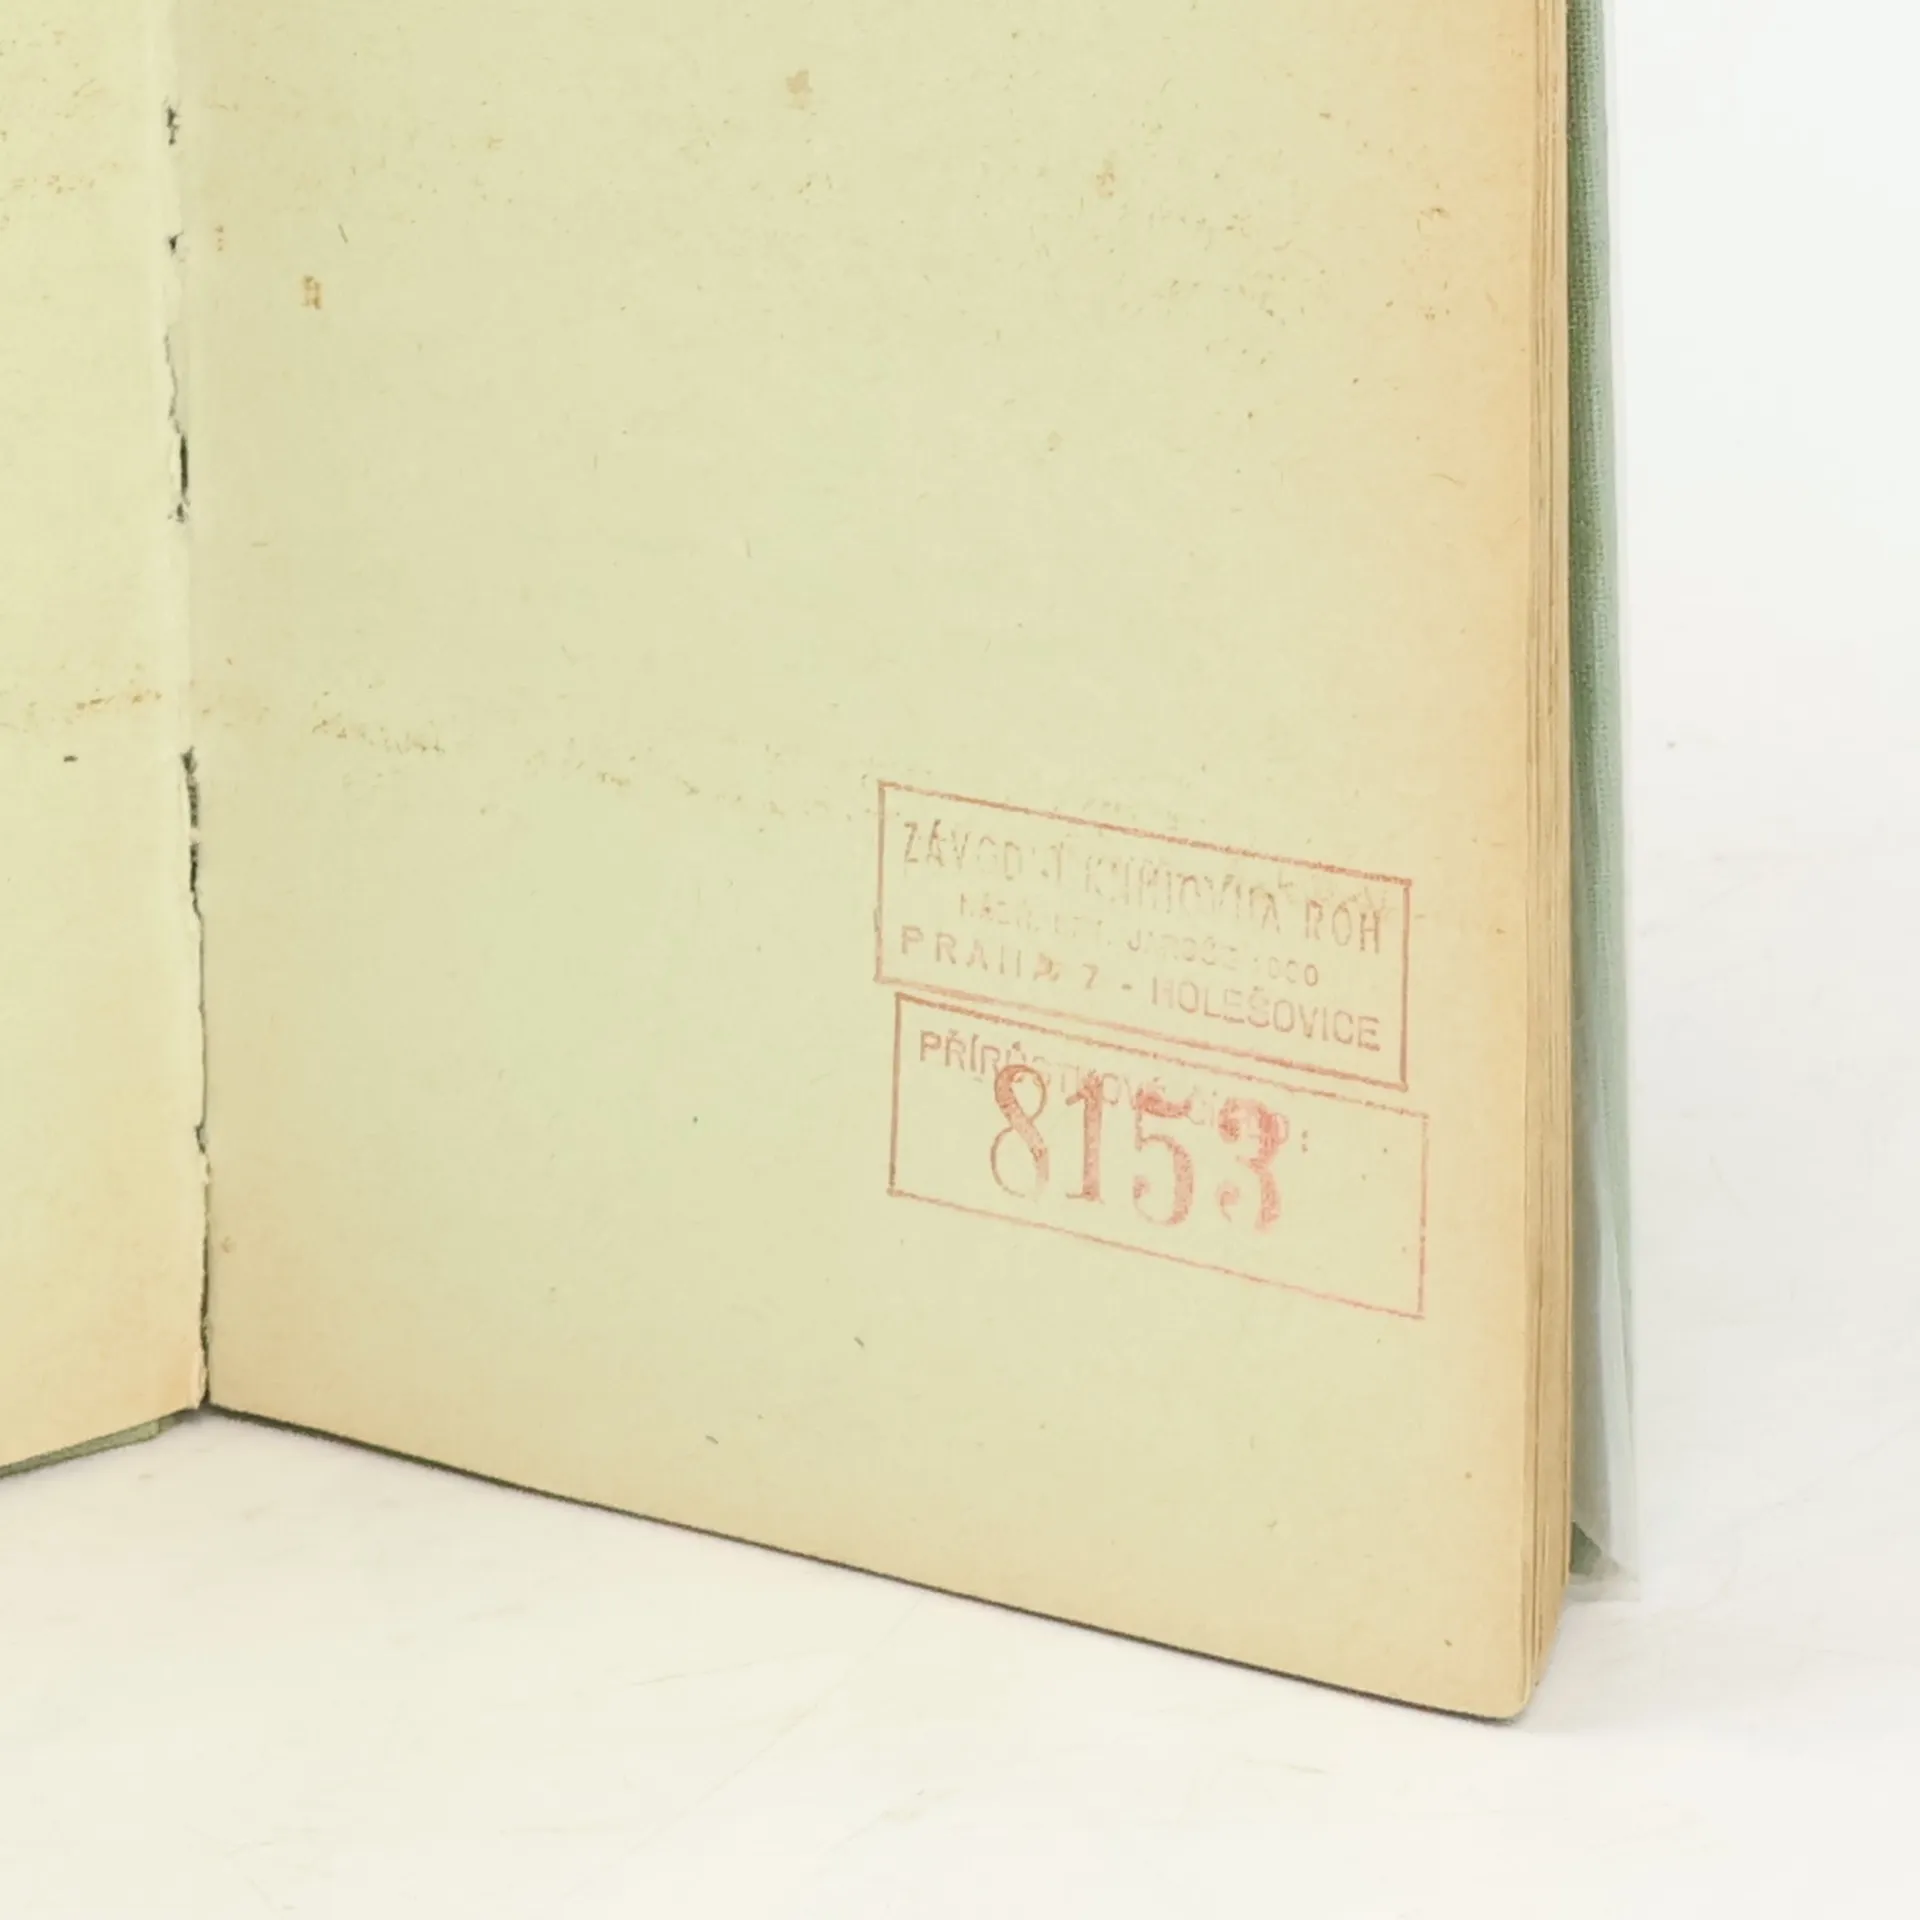 ZÁVODNÍ KNIHOVNA ROH
PRAHA 7 - HOLEŠOVICE
PŘÍRŮSTKOVÉ ČÍSLO :
8153